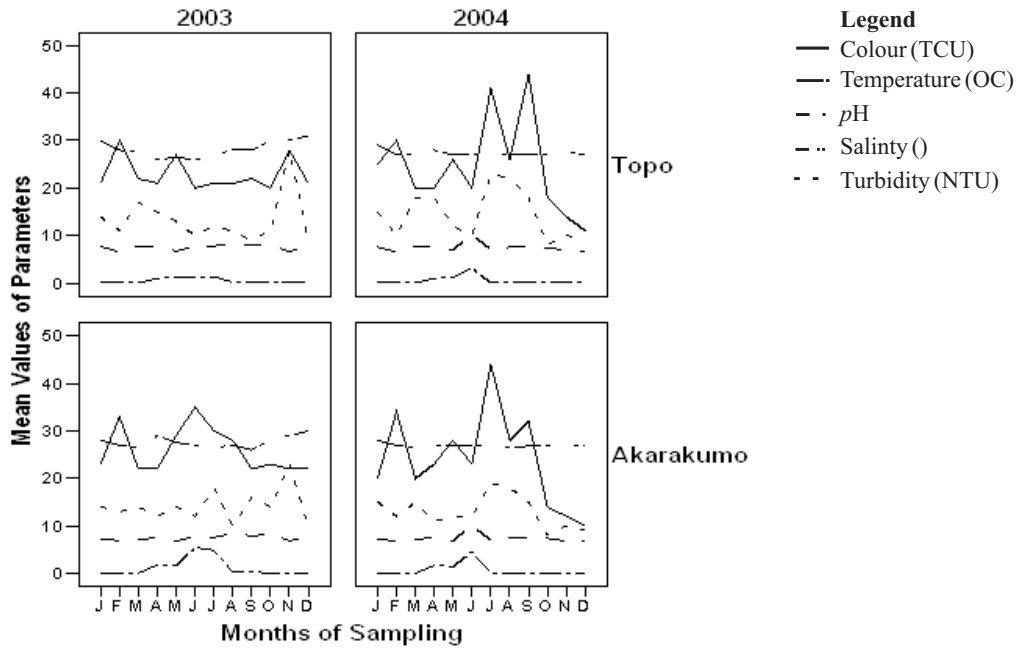 2003
2004
Legend
Colour (TCU)
Temperature (OC)
pH
Salinty ()
Turbidity (NTU)
Mean Values of Parameters
50
40
30
20
10
0
Topo
50
40
30
20
10
0
Akarakumo
J F M A M J J A S O N D
J F M A M J J A S O N D
Months of Sampling